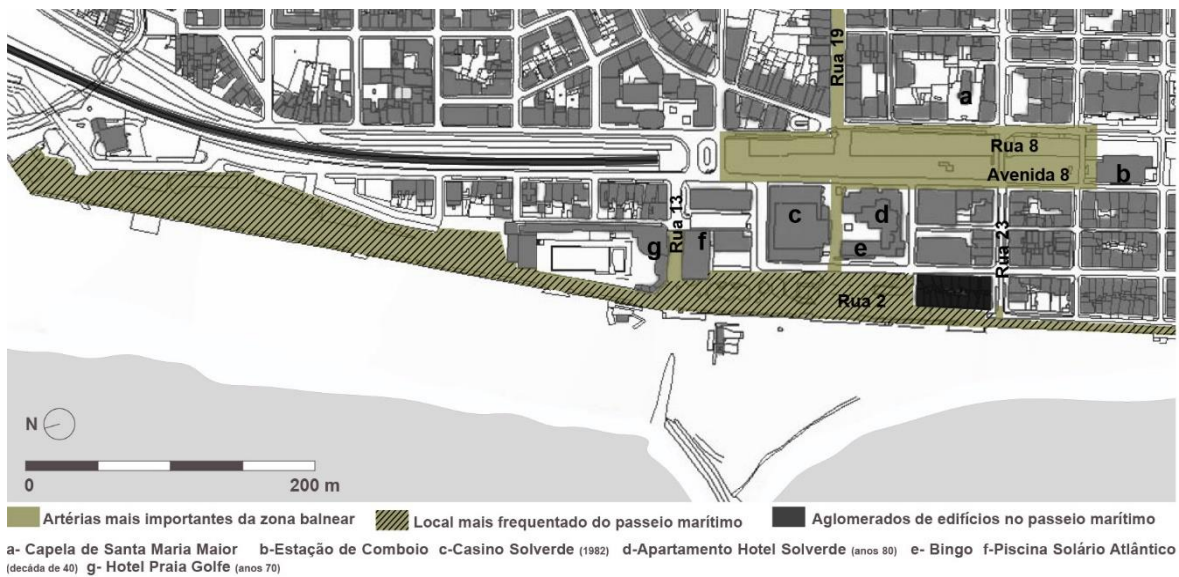 Rua 19
a
Rua 8
Avenida 8
b
Rua 13
c
d
g
f
e
Rua 23
Rua 2
N
0 200 m
Artérias mais importantes da zona balnear Local mais frequentado do passeio marítimo Aglomerados de edifícios no passeio marítimo
a- Capela de Santa Maria Maior b-Estação de Comboio c-Casino Solverde (1982) d-Apartamento Hotel Solverde (anos 80) e- Bingo f-Piscina Solário Atlântico
(decáda de 40) g- Hotel Praia Golfe (anos 70)